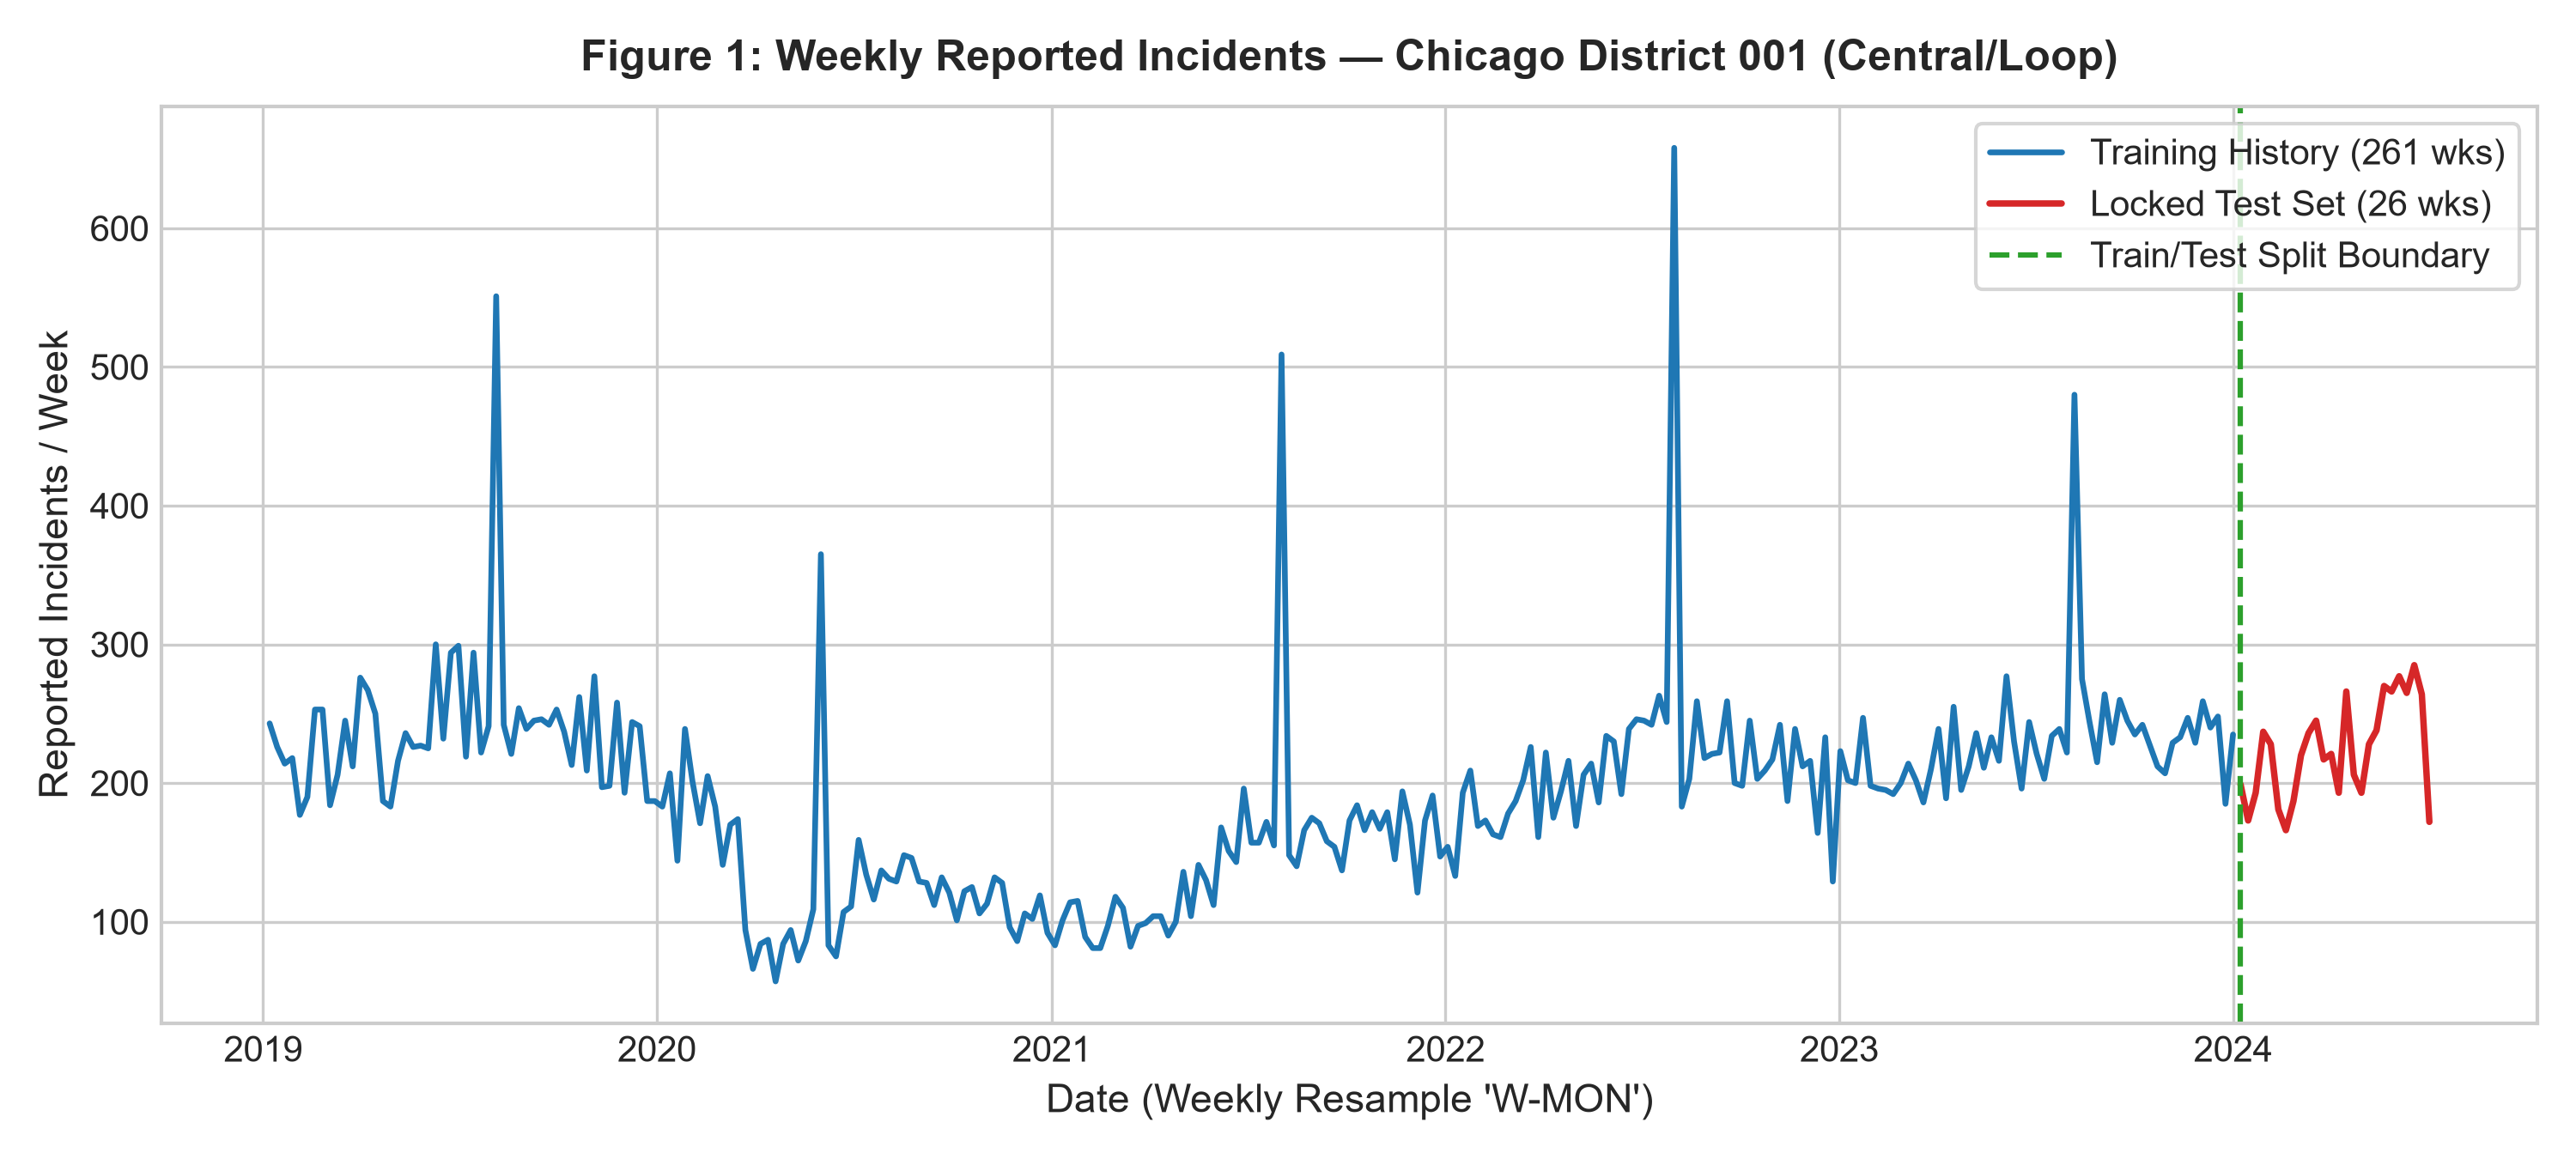 Figure 1: Weekly Reported Incidents — Chicago District 001 (Central/Loop)
Training History (261 wks)
Locked Test Set (26 wks)
Train/Test Split Boundary
Reported Incidents / Week
600
500
400
300
200
100
2019
2020
2021
2022
2023
2024
Date (Weekly Resample 'W-MON')